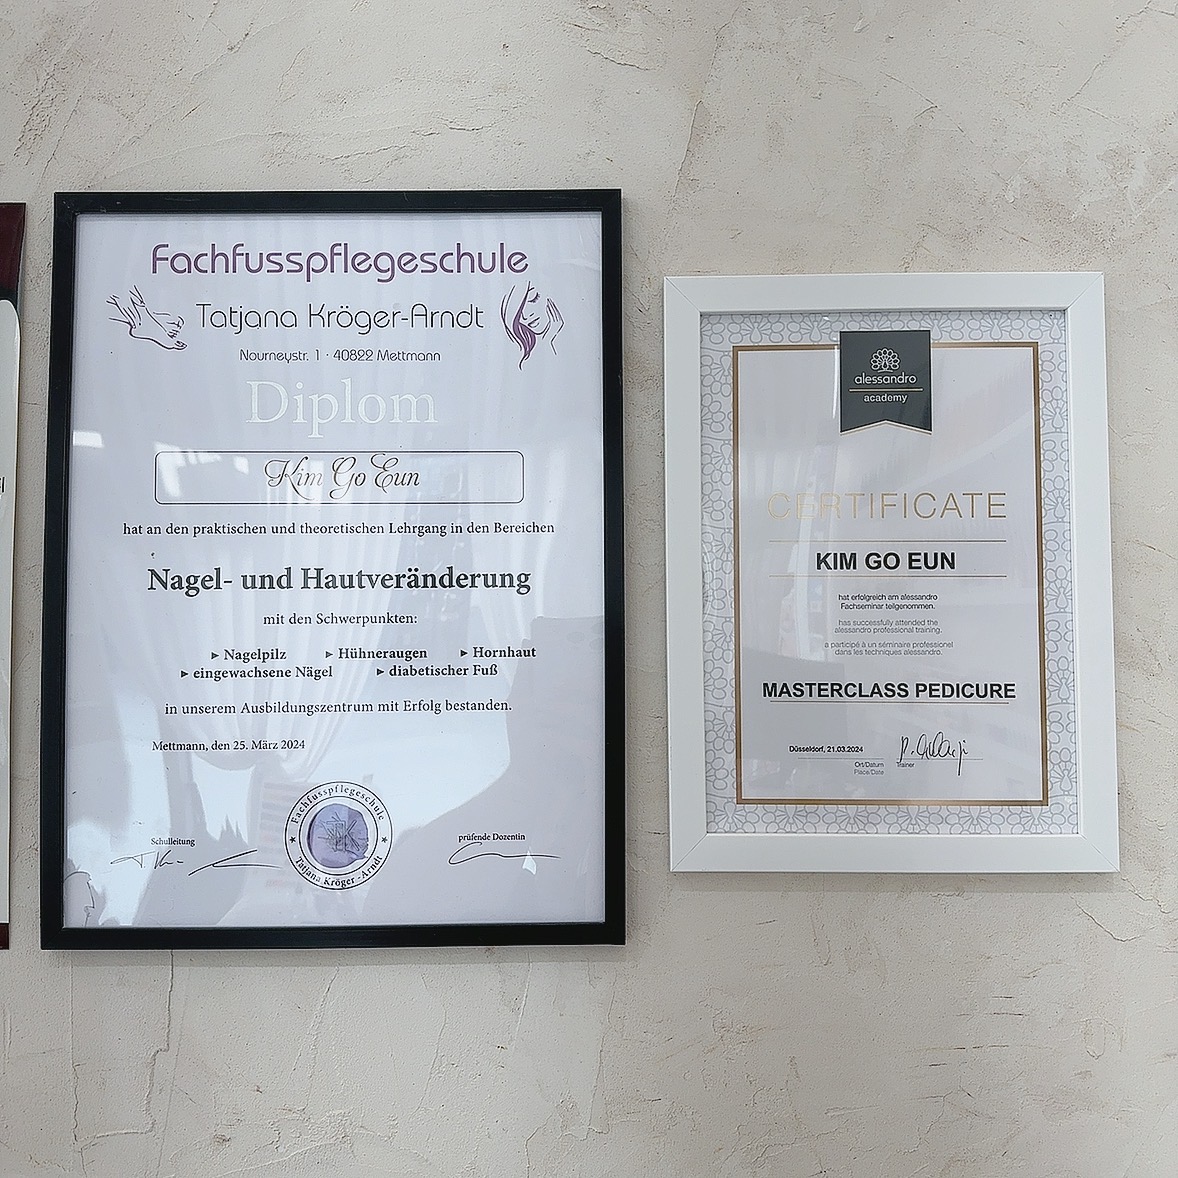 Fachfusspflegeschule
Tatjana Kröger-Arndt
Nourneystr. 1 · 40822 Mettmann
Diplom
Kim Go Eun
hat an den praktischen und theoretischen Lehrgang in den Bereichen
Nagel- und Hautveränderung
mit den Schwerpunkten:
▸ Nagelpilz ▸ Hühneraugen ▸ Hornhaut
▸ eingewachsene Nägel ▸ diabetischer Fuß
in unserem Ausbildungszentrum mit Erfolg bestanden.
Mettmann, den 25. März 2024
Schulleitung
prüfende Dozentin
Fachfusspflegeschule
Tatjana Kröger-Arndt
alessandro
academy
CERTIFICATE
KIM GO EUN
hat erfolgreich am alessandro
Fachseminar teilgenommen.
has successfully attended the
alessandro professional training.
a participé à un séminaire professionel
dans les techniques alessandro.
MASTERCLASS PEDICURE
Düsseldorf, 21.03.2024
Ort/Datum Trainer
Place/Date